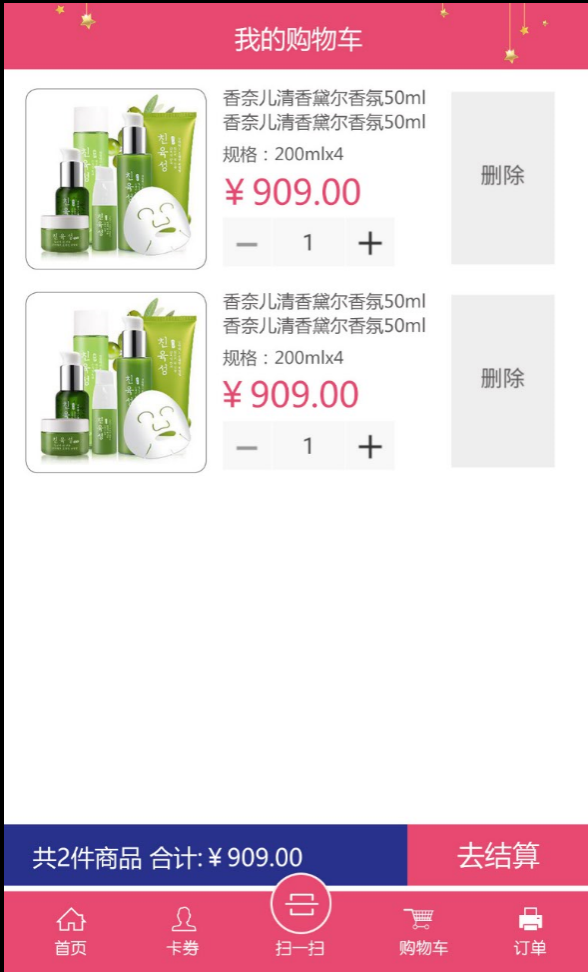 我的购物车
香奈儿清香黛尔香氛50ml
香奈儿清香黛尔香氛50ml
规格：200mlx4
￥909.00
1
删除
香奈儿清香黛尔香氛50ml
香奈儿清香黛尔香氛50ml
规格：200mlx4
￥909.00
1
删除
共2件商品 合计:￥909.00
去结算
首页
卡券
扫一扫
购物车
订单